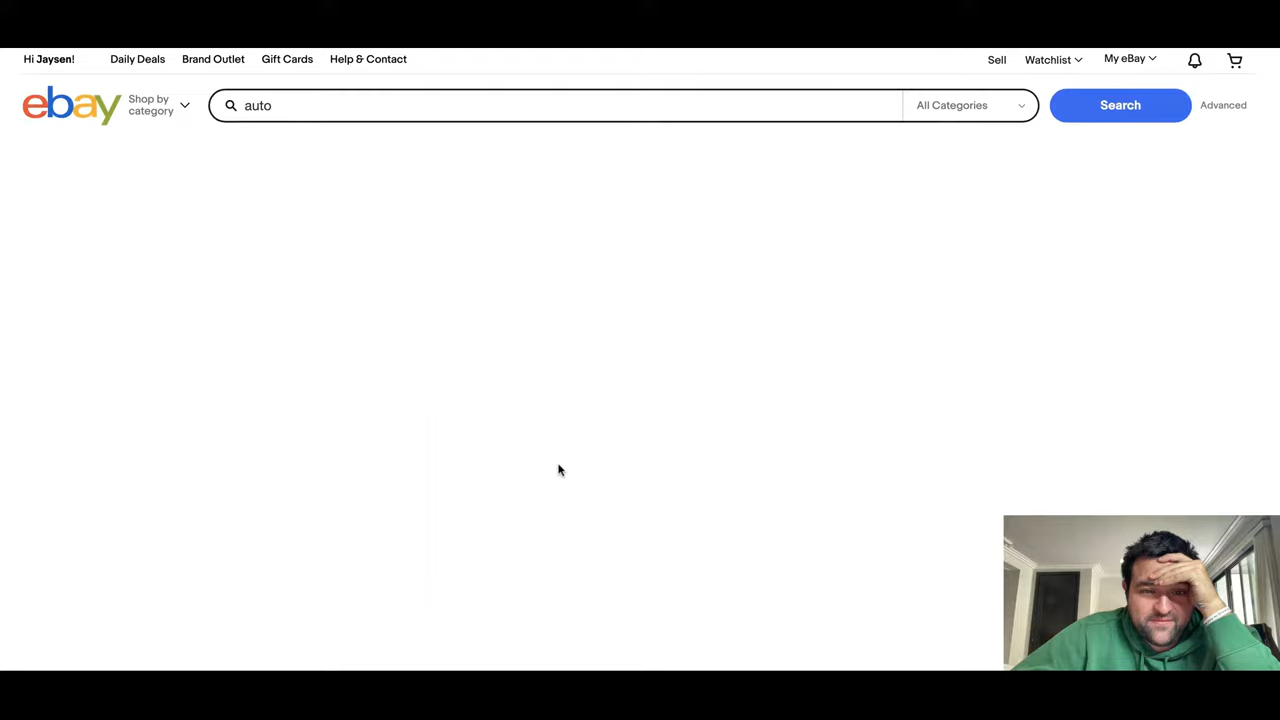 Hi Jaysen! Daily Deals Brand Outlet Gift Cards Help & Contact Sell Watchlist My eBay
ebay Shop by category auto All Categories Search Advanced